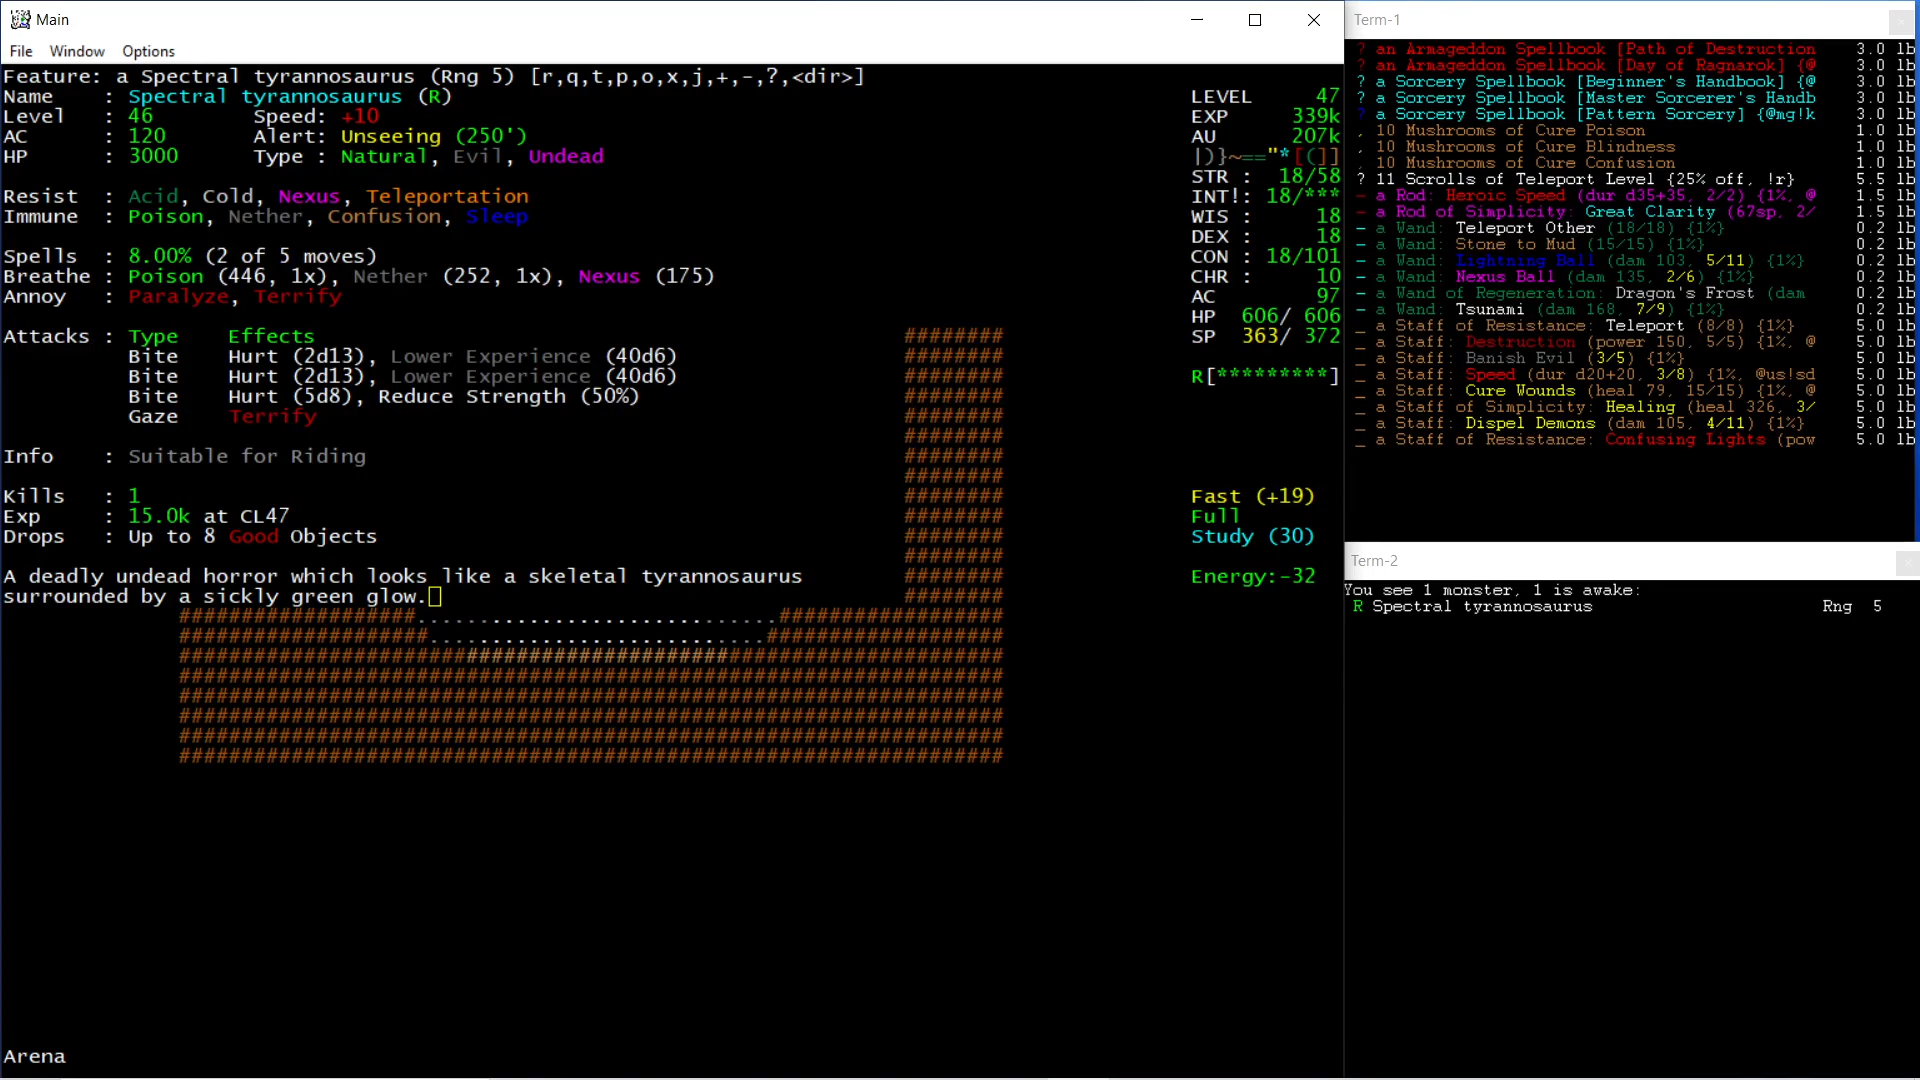 Main
File Window Options
Feature: a Spectral tyrannosaurus (Rng 5) [r,q,t,p,o,x,j,+,-,?,<dir>]
Name : Spectral tyrannosaurus (R)
Level : 46 Speed: +10
AC : 120 Alert: Unseeing (250')
HP : 3000 Type : Natural, Evil, Undead
Resist : Acid, Cold, Nexus, Teleportation
Immune : Poison, Nether, Confusion, Sleep
Spells : 8.00% (2 of 5 moves)
Breathe : Poison (446, 1x), Nether (252, 1x), Nexus (175)
Annoy : Paralyze, Terrify
Attacks : Type Effects
Bite Hurt (2d13), Lower Experience (40d6)
Bite Hurt (2d13), Lower Experience (40d6)
Bite Hurt (5d8), Reduce Strength (50%)
Gaze Terrify
Info : Suitable for Riding
Kills : 1
Exp : 15.0k at CL47
Drops : Up to 8 Good Objects
A deadly undead horror which looks like a skeletal tyrannosaurus
surrounded by a sickly green glow.
Arena
LEVEL 47
EXP 339k
AU 207k
|)}~=="*[(]]
STR : 18/58
INT!: 18/***
WIS : 18
DEX : 18
CON : 18/101
CHR : 10
AC 97
HP 606/ 606
SP 363/ 372
R[*********]
Fast (+19)
Full
Study (30)
Energy:-32
Term-1
? an Armageddon Spellbook [Path of Destruction 3.0 lb
? an Armageddon Spellbook [Day of Ragnarok] {@ 3.0 lb
? a Sorcery Spellbook [Beginner's Handbook] {@ 3.0 lb
? a Sorcery Spellbook [Master Sorcerer's Handb 3.0 lb
? a Sorcery Spellbook [Pattern Sorcery] {@mg!k 3.0 lb
, 10 Mushrooms of Cure Poison 1.0 lb
, 10 Mushrooms of Cure Blindness 1.0 lb
, 10 Mushrooms of Cure Confusion 1.0 lb
? 11 Scrolls of Teleport Level {25% off, !r} 5.5 lb
- a Rod: Heroic Speed (dur d35+35, 2/2) {1%, @ 1.5 lb
- a Rod of Simplicity: Great Clarity (67sp, 2/ 1.5 lb
- a Wand: Teleport Other (18/18) {1%} 0.2 lb
- a Wand: Stone to Mud (15/15) {1%} 0.2 lb
- a Wand: Lightning Ball (dam 103, 5/11) {1%} 0.2 lb
- a Wand: Nexus Ball (dam 135, 2/6) {1%} 0.2 lb
- a Wand of Regeneration: Dragon's Frost (dam 0.2 lb
- a Wand: Tsunami (dam 168, 7/9) {1%} 0.2 lb
_ a Staff of Resistance: Teleport (8/8) {1%} 5.0 lb
_ a Staff: Destruction (power 150, 5/5) {1%, @ 5.0 lb
_ a Staff: Banish Evil (3/5) {1%} 5.0 lb
_ a Staff: Speed (dur d20+20, 3/8) {1%, @us!sd 5.0 lb
_ a Staff: Cure Wounds (heal 79, 15/15) {1%, @ 5.0 lb
_ a Staff of Simplicity: Healing (heal 326, 3/ 5.0 lb
_ a Staff: Dispel Demons (dam 105, 4/11) {1%} 5.0 lb
_ a Staff of Resistance: Confusing Lights (pow 5.0 lb
Term-2
You see 1 monster, 1 is awake:
R Spectral tyrannosaurus Rng 5